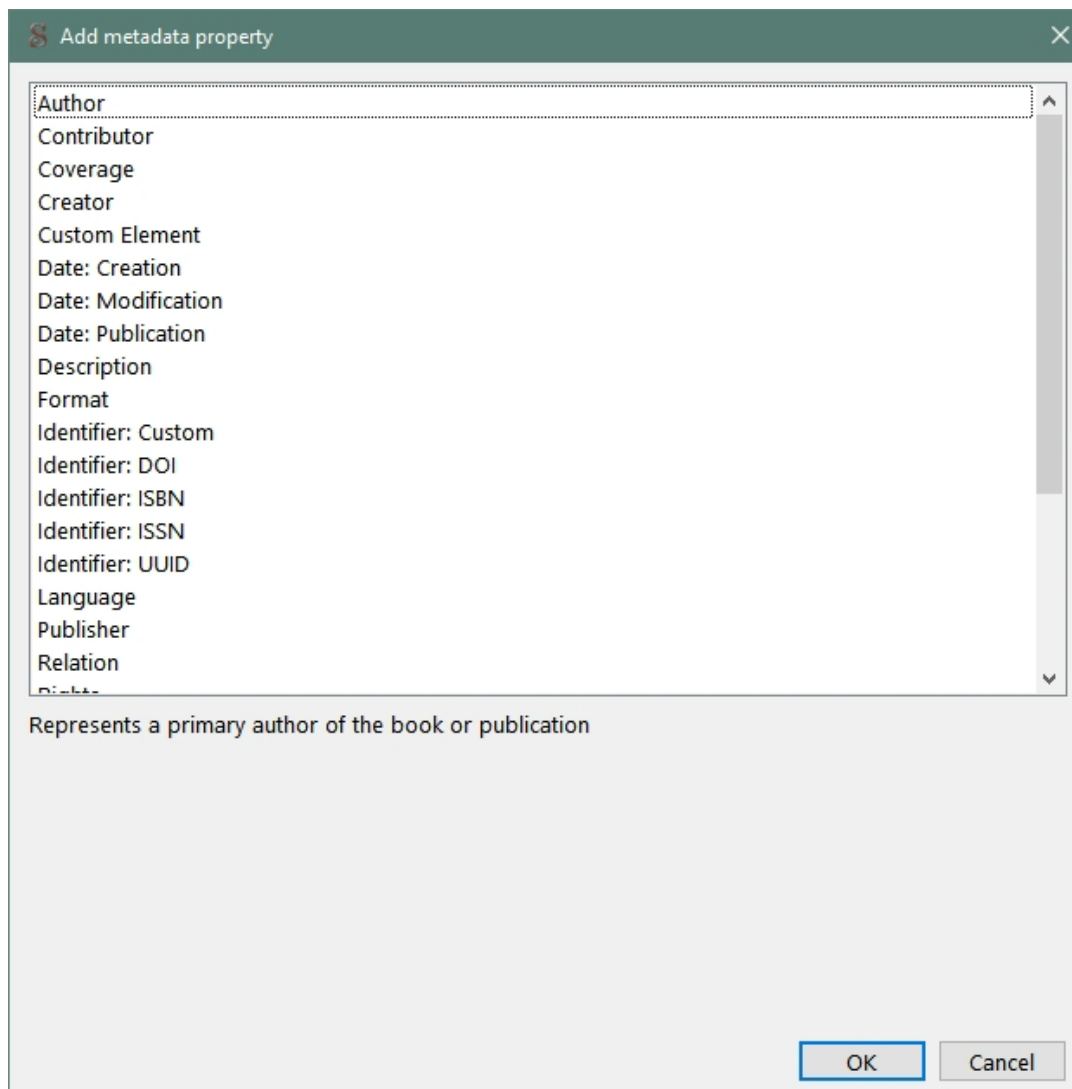 Add metadata property
Author
Contributor
Coverage
Creator
Custom Element
Date: Creation
Date: Modification
Date: Publication
Description
Format
Identifier: Custom
Identifier: DOI
Identifier: ISBN
Identifier: ISSN
Identifier: UUID
Language
Publisher
Relation
Rights
Represents a primary author of the book or publication
OK
Cancel